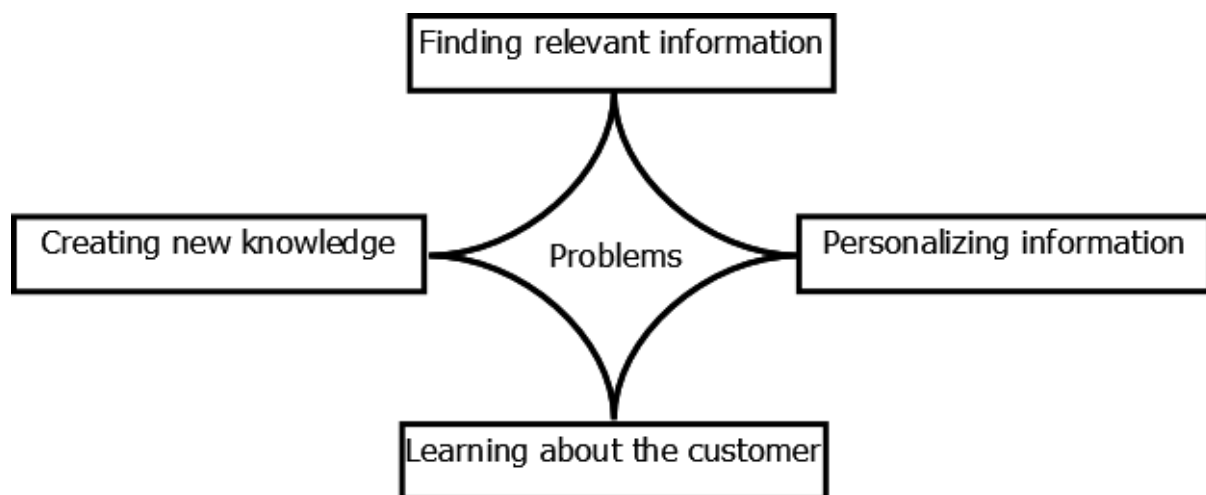 Finding relevant information
Creating new knowledge
Problems
Personalizing information
Learning about the customer